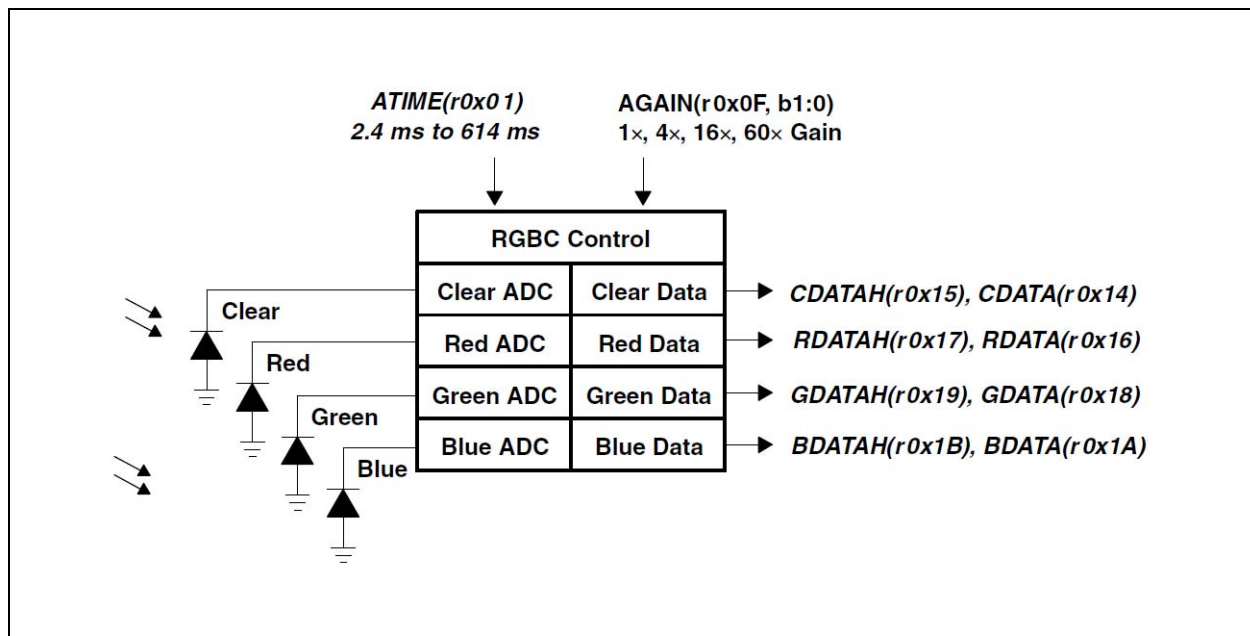 ATIME(r0x01)
2.4 ms to 614 ms
AGAIN(r0x0F, b1:0)
1×, 4×, 16×, 60× Gain
RGBC Control
Clear
Clear ADC
Clear Data
CDATAH(r0x15), CDATA(r0x14)
Red
Red ADC
Red Data
RDATAH(r0x17), RDATA(r0x16)
Green
Green ADC
Green Data
GDATAH(r0x19), GDATA(r0x18)
Blue
Blue ADC
Blue Data
BDATAH(r0x1B), BDATA(r0x1A)